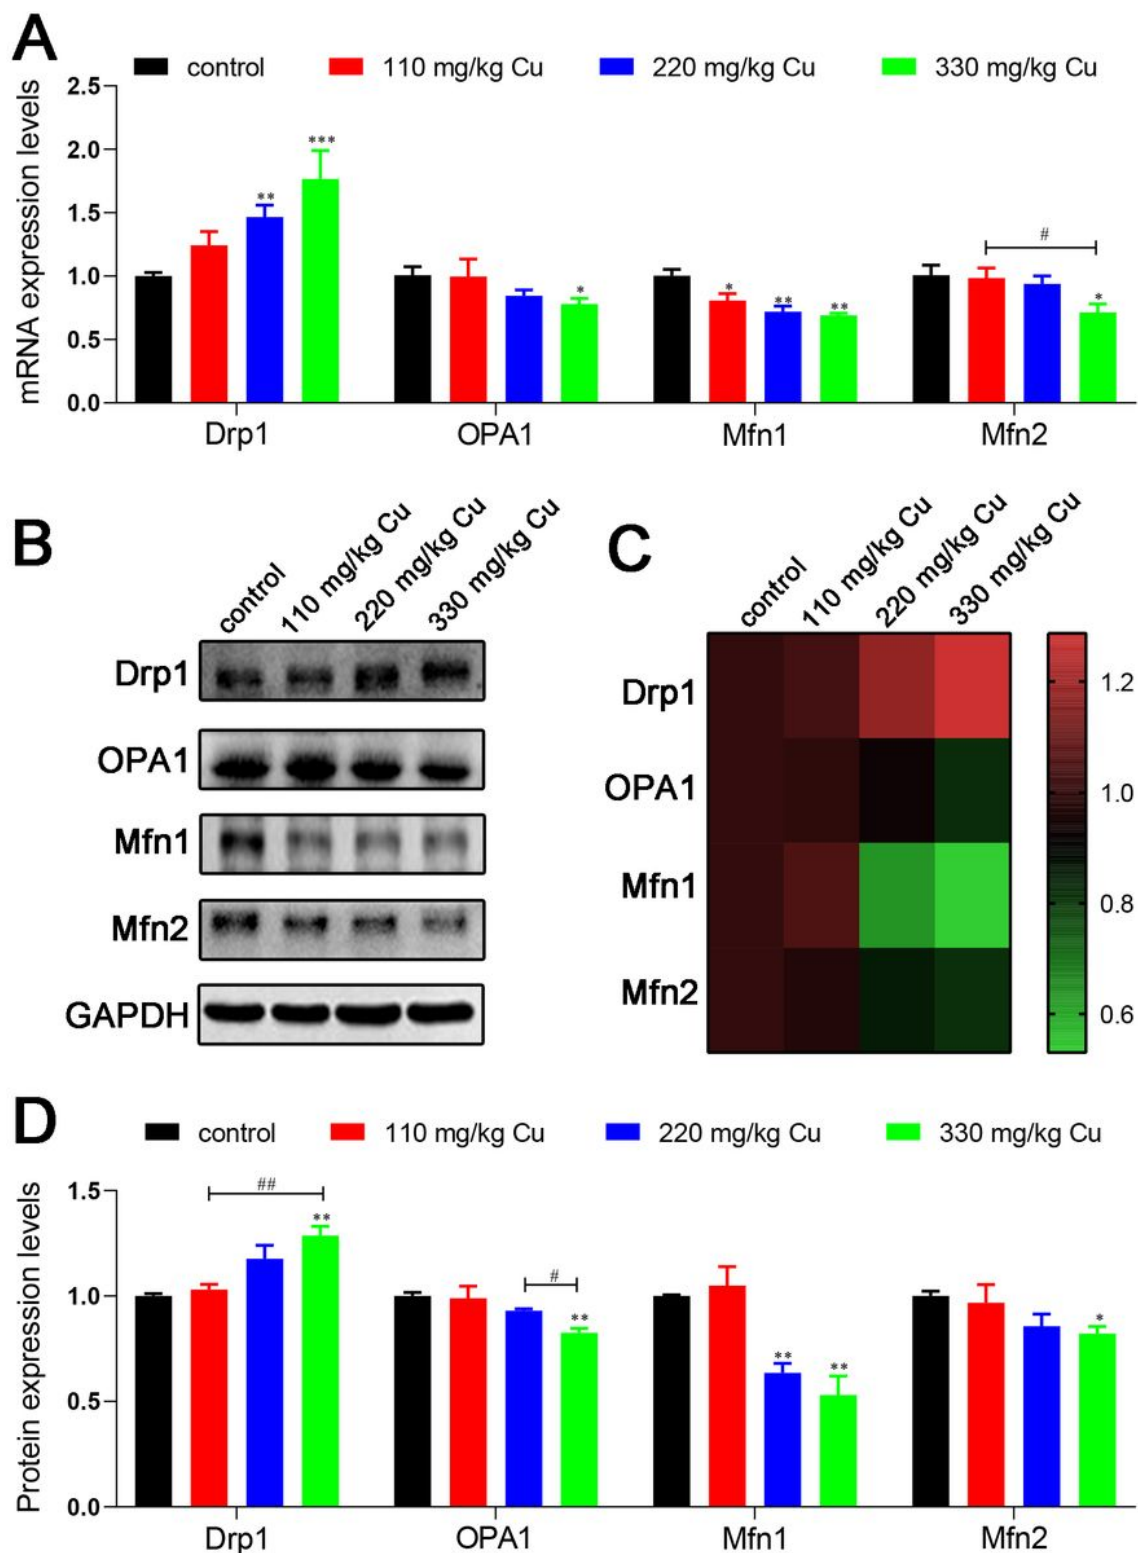 A
control 110 mg/kg Cu 220 mg/kg Cu 330 mg/kg Cu
mRNA expression levels
2.5
2.0
1.5
1.0
0.5
0.0
** ***
*
* ** **
#
*
Drp1 OPA1 Mfn1 Mfn2
B
control 110 mg/kg Cu 220 mg/kg Cu 330 mg/kg Cu
Drp1
OPA1
Mfn1
Mfn2
GAPDH
C
control 110 mg/kg Cu 220 mg/kg Cu 330 mg/kg Cu
Drp1
OPA1
Mfn1
Mfn2
1.2
1.0
0.8
0.6
D
control 110 mg/kg Cu 220 mg/kg Cu 330 mg/kg Cu
Protein expression levels
1.5
1.0
0.5
0.0
##
**
#
**
** **
*
Drp1 OPA1 Mfn1 Mfn2